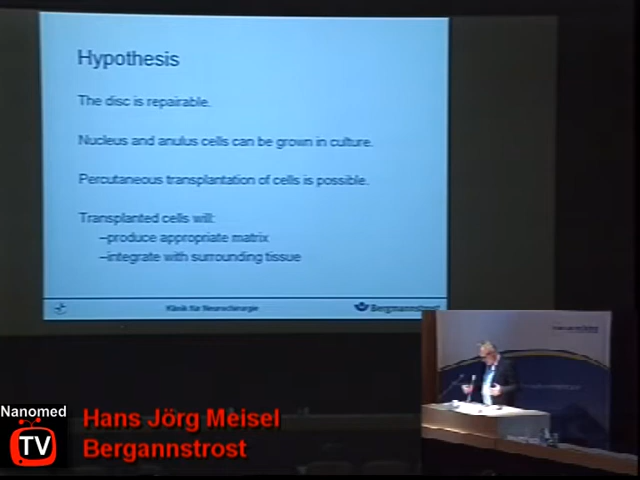 Hypothesis
The disc is repairable.
Nucleus and anulus cells can be grown in culture.
Percutaneous transplantation of cells is possible.
Transplanted cells will:
–produce appropriate matrix
–integrate with surrounding tissue
Klinik für Neurochirurgie
Bergmannstrost
Nanomed
TV
Hans Jörg Meisel
Bergannstrost